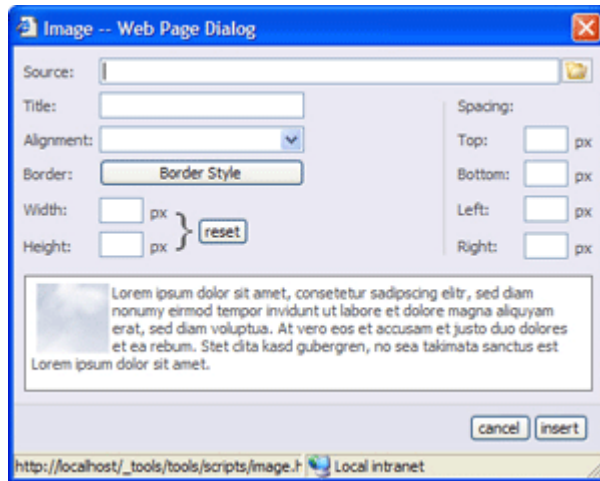 Image -- Web Page Dialog
Source:
Title:
Spacing:
Alignment:
Top: px
Border: Border Style
Bottom: px
Width: px
Left: px
} reset
Height: px
Right: px
Lorem ipsum dolor sit amet, consetetur sadipscing elitr, sed diam
nonumy eirmod tempor invidunt ut labore et dolore magna aliquyam
erat, sed diam voluptua. At vero eos et accusam et justo duo dolores
et ea rebum. Stet clita kasd gubergren, no sea takimata sanctus est
Lorem ipsum dolor sit amet.
cancel insert
http://localhost/_tools/tools/scripts/image.h Local intranet